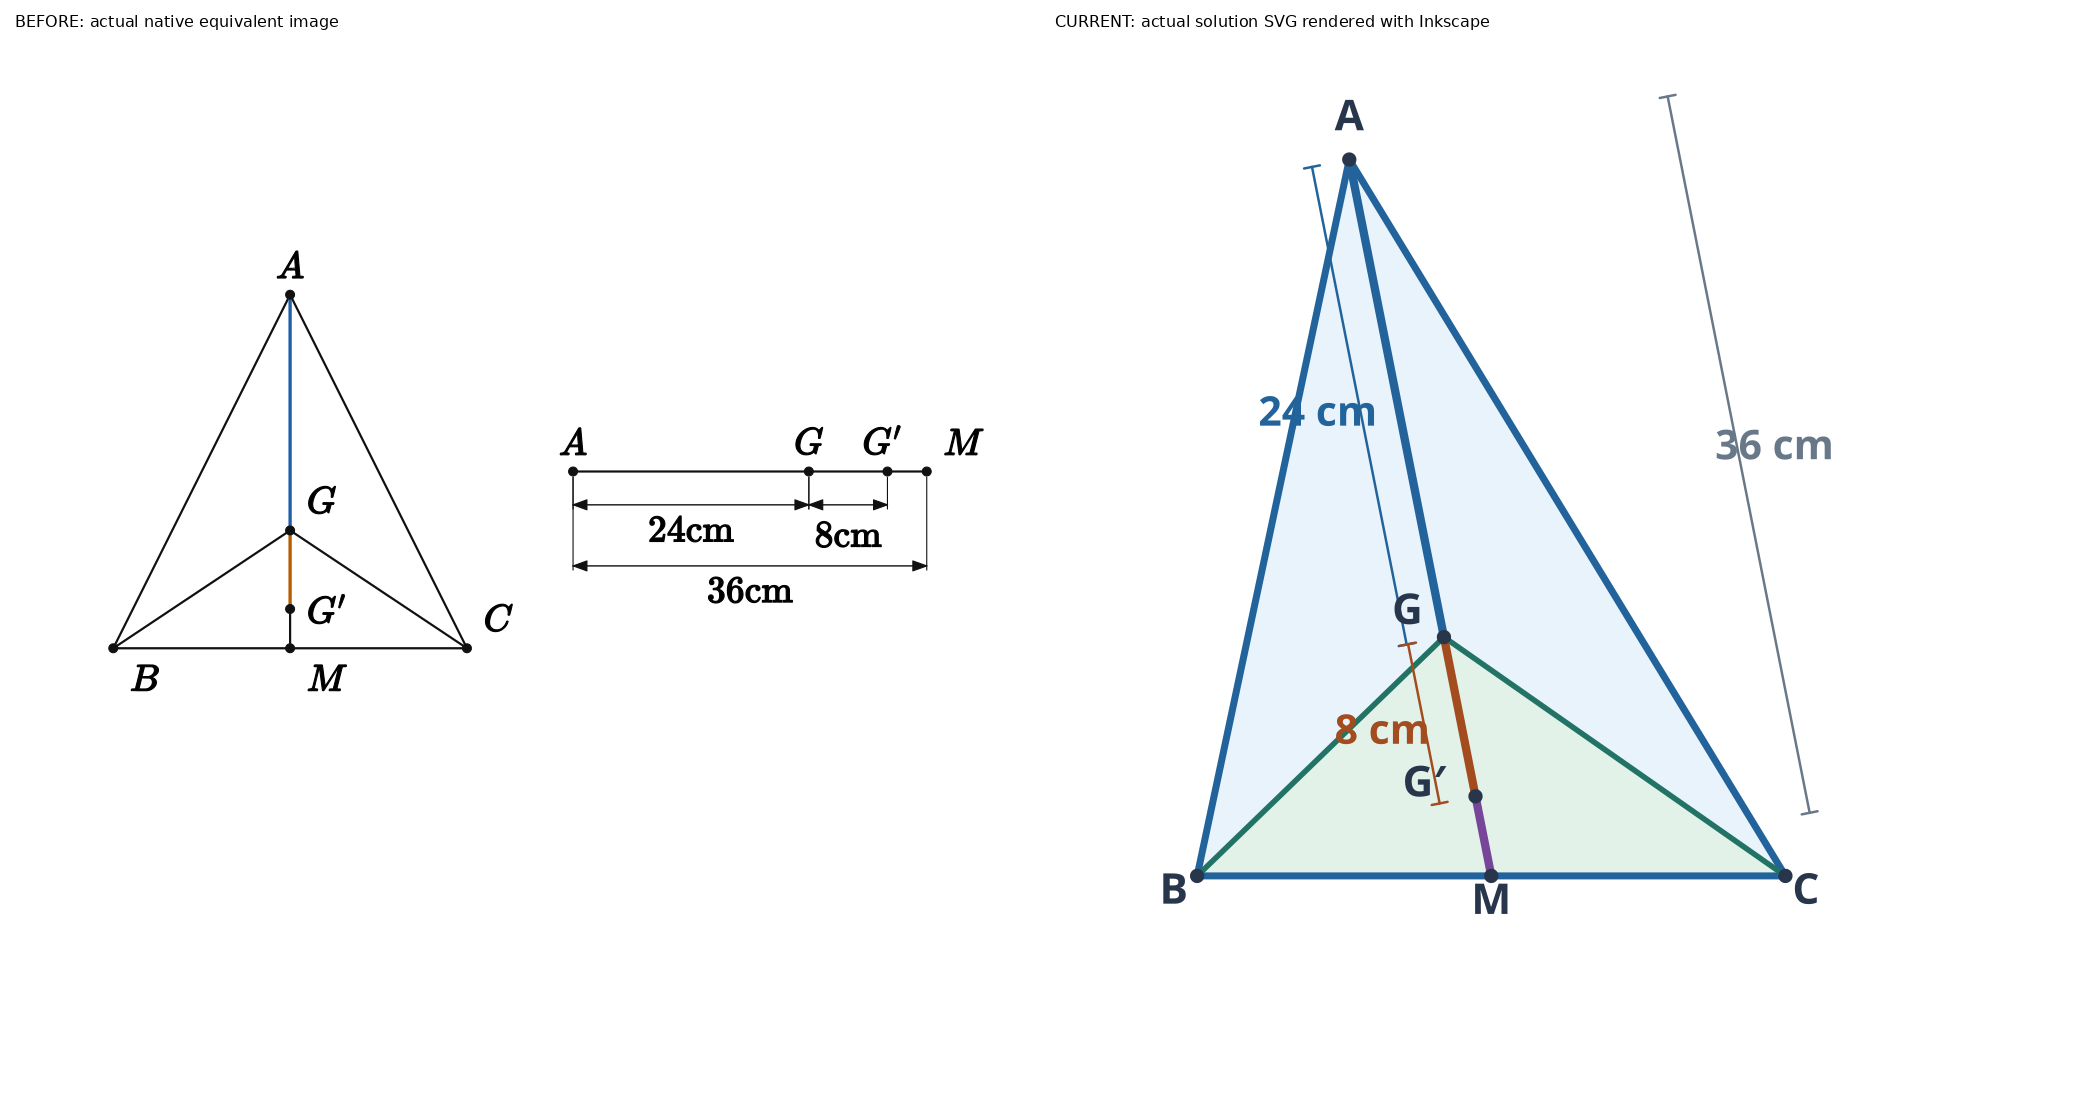 BEFORE: actual native equivalent image
CURRENT: actual solution SVG rendered with Inkscape
A
G
G′
C
B
M
A
G
G′
M
24cm
8cm
36cm
A
24 cm
36 cm
G
8 cm
G′
B
M
C